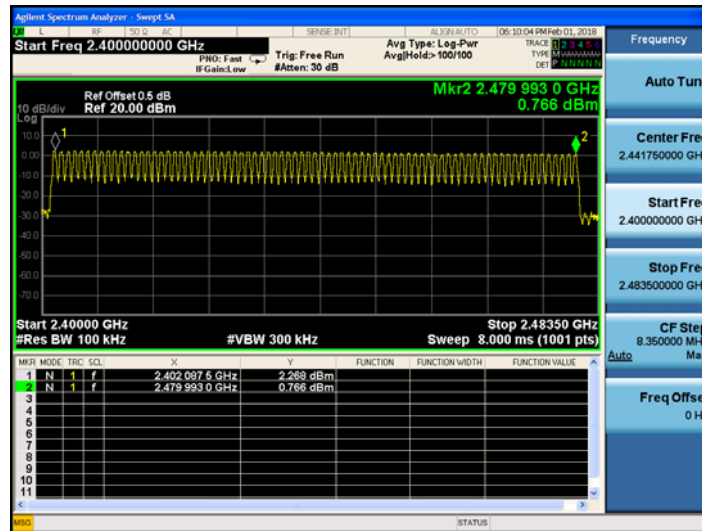 Agilent Spectrum Analyzer - Swept SA
L RF 50 Ω AC SENSE:INT ALIGN AUTO 06:10:04 PM Feb 01, 2018
Start Freq 2.400000000 GHz
PNO: Fast
IFGain:Low
Trig: Free Run
#Atten: 30 dB
Avg Type: Log-Pwr
Avg|Hold:> 100/100
TRACE 1 2 3 4 5 6
TYPE M
DET P N N N N N
Ref Offset 0.5 dB
Ref 20.00 dBm
10 dB/div
Log
Mkr2 2.479 993 0 GHz
0.766 dBm
10.0
0.00
-10.0
-20.0
-30.0
-40.0
-50.0
-60.0
-70.0
1
2
Start 2.40000 GHz
Stop 2.48350 GHz
#Res BW 100 kHz
#VBW 300 kHz
Sweep 8.000 ms (1001 pts)
MKR MODE TRC SCL X Y FUNCTION FUNCTION WIDTH FUNCTION VALUE
1 N 1 f 2.402 087 5 GHz 2.268 dBm
2 N 1 f 2.479 993 0 GHz 0.766 dBm
3
4
5
6
7
8
9
10
11
MSG
STATUS
Frequency
Auto Tun
Center Fre
2.441750000 GH
Start Fre
2.400000000 GH
Stop Fre
2.483500000 GH
CF Step
8.350000 MH
Auto Ma
Freq Offse
0 H